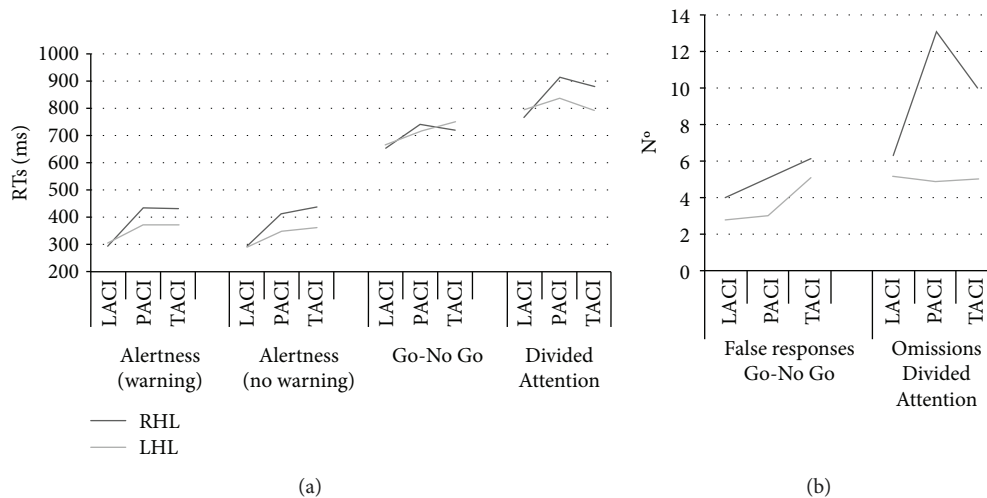 1000
900
800
700
600
500
400
300
200
RTs (ms)
LACI
PACI
TACI
LACI
PACI
TACI
LACI
PACI
TACI
LACI
PACI
TACI
Alertness
(warning)
Alertness
(no warning)
Go-No Go
Divided
Attention
RHL
LHL
(a)
14
12
10
8
6
4
2
0
Nº
LACI
PACI
TACI
LACI
PACI
TACI
False responses
Go-No Go
Omissions
Divided
Attention
(b)